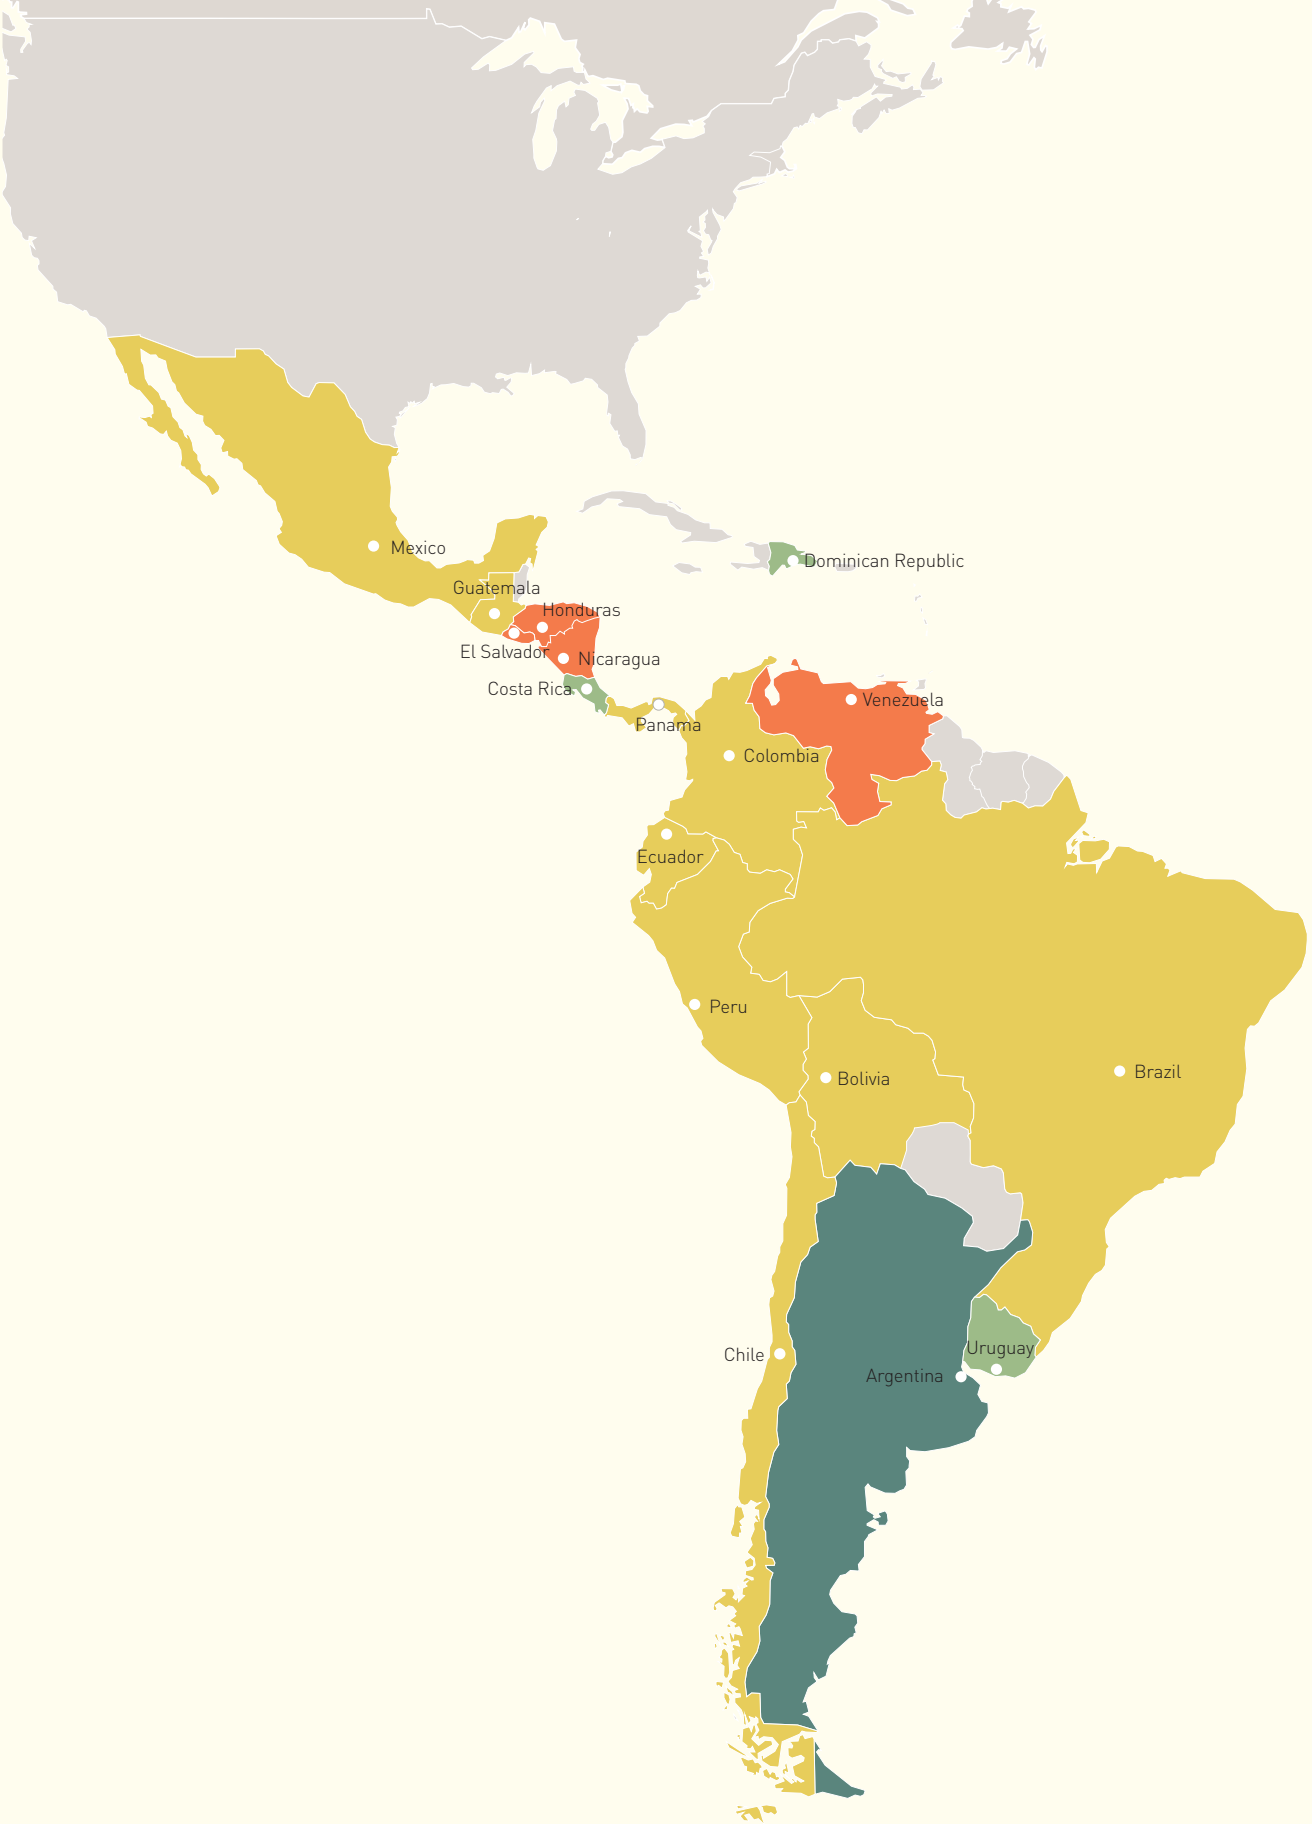 Mexico
Dominican Republic
Guatemala
Honduras
El Salvador
Nicaragua
Costa Rica
Venezuela
Panama
Colombia
Ecuador
Peru
Brazil
Bolivia
Uruguay
Chile
Argentina